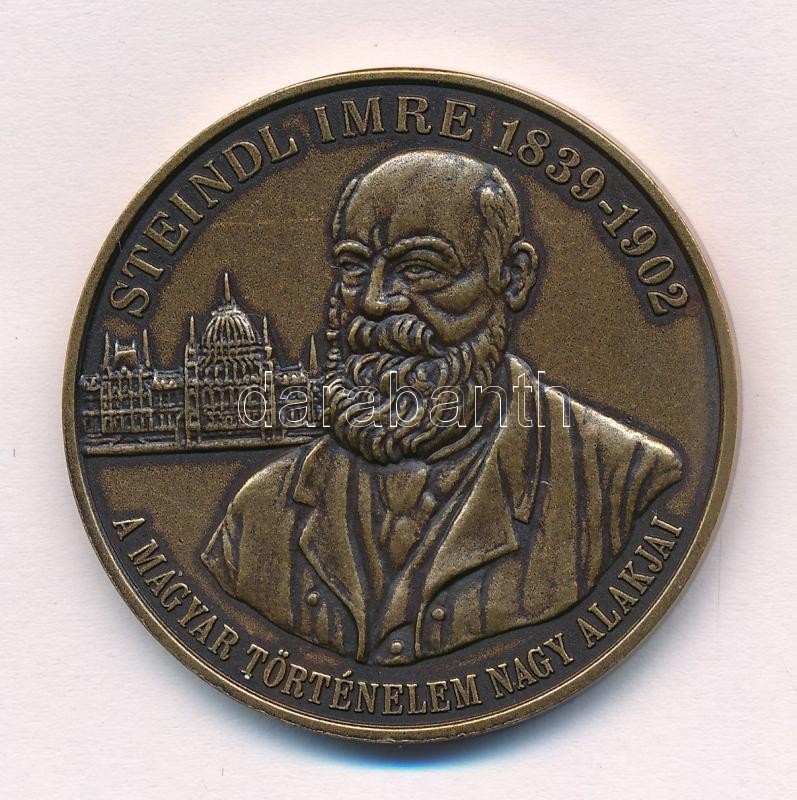 STEINDL IMRE 1839-1902
darabanth
A MAGYAR TÖRTÉNELEM NAGY ALAKJAI